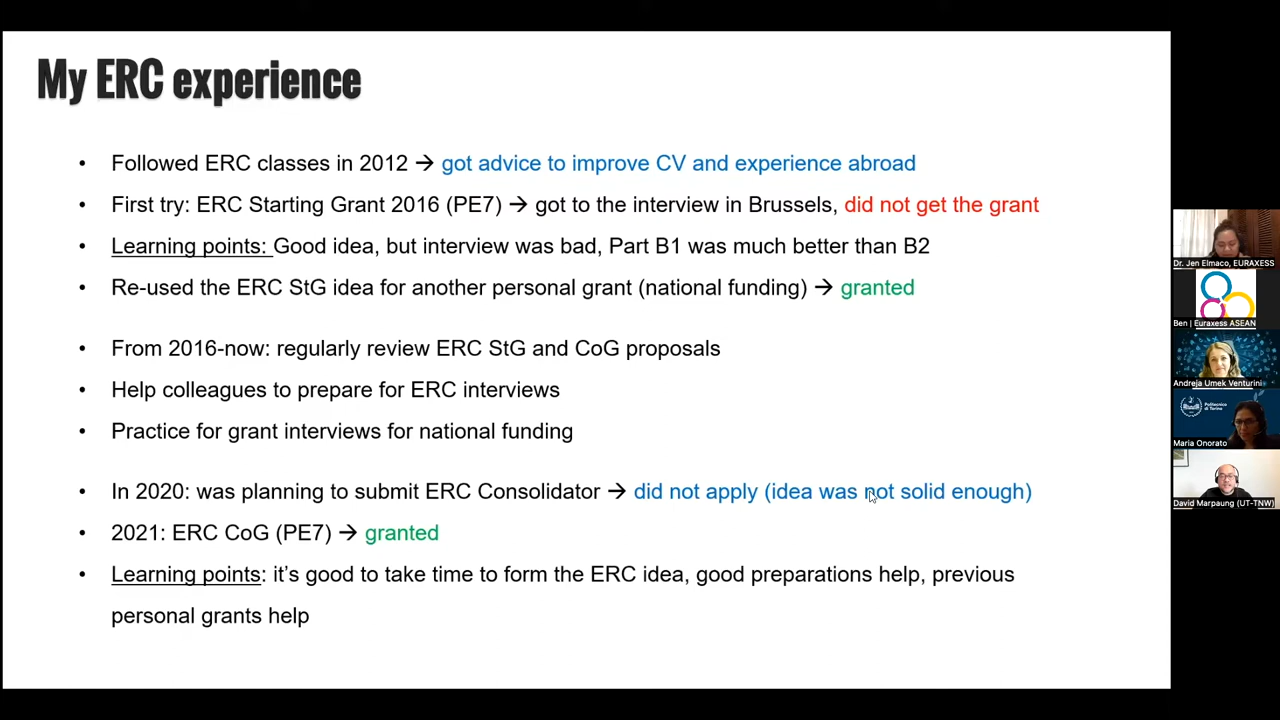 My ERC experience
• Followed ERC classes in 2012 → got advice to improve CV and experience abroad
• First try: ERC Starting Grant 2016 (PE7) → got to the interview in Brussels, did not get the grant
• Learning points: Good idea, but interview was bad, Part B1 was much better than B2
• Re-used the ERC StG idea for another personal grant (national funding) → granted
• From 2016-now: regularly review ERC StG and CoG proposals
• Help colleagues to prepare for ERC interviews
• Practice for grant interviews for national funding
• In 2020: was planning to submit ERC Consolidator → did not apply (idea was not solid enough)
• 2021: ERC CoG (PE7) → granted
• Learning points: it’s good to take time to form the ERC idea, good preparations help, previous
personal grants help
Dr. Jen Elmaco, EURAXESS
Ben | Euraxess ASEAN
Andreja Umek Venturini
Politecnico
di Torino
Maria Onorato
David Marpaung (UT-TNW)